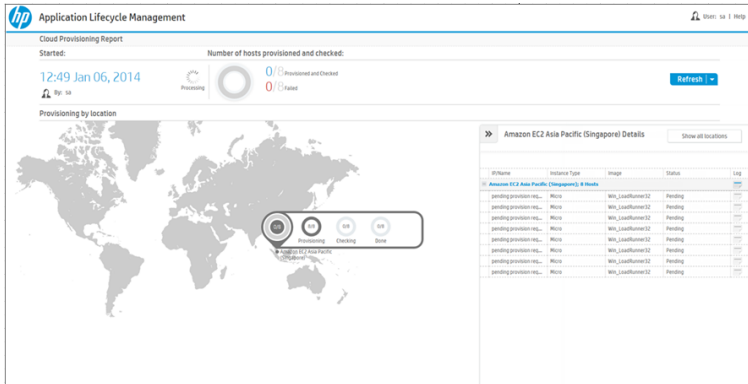 hp
Application Lifecycle Management
User: sa | Help
Cloud Provisioning Report
Started:
Number of hosts provisioned and checked:
12:49 Jan 06, 2014
By: sa
Processing
0/8 Provisioned and Checked
0/8 Failed
Refresh
Provisioning by location
Amazon EC2 Asia Pacific (Singapore) Details
Show all locations
IP/Name Instance Type Image Status Log
Amazon EC2 Asia Pacific (Singapore); 8 Hosts
pending provision req... Micro Win_LoadRunner32 Pending
pending provision req... Micro Win_LoadRunner32 Pending
pending provision req... Micro Win_LoadRunner32 Pending
pending provision req... Micro Win_LoadRunner32 Pending
pending provision req... Micro Win_LoadRunner32 Pending
pending provision req... Micro Win_LoadRunner32 Pending
pending provision req... Micro Win_LoadRunner32 Pending
pending provision req... Micro Win_LoadRunner32 Pending
Provisioning Checking Done
Amazon EC2 Asia Pacific
(Singapore)